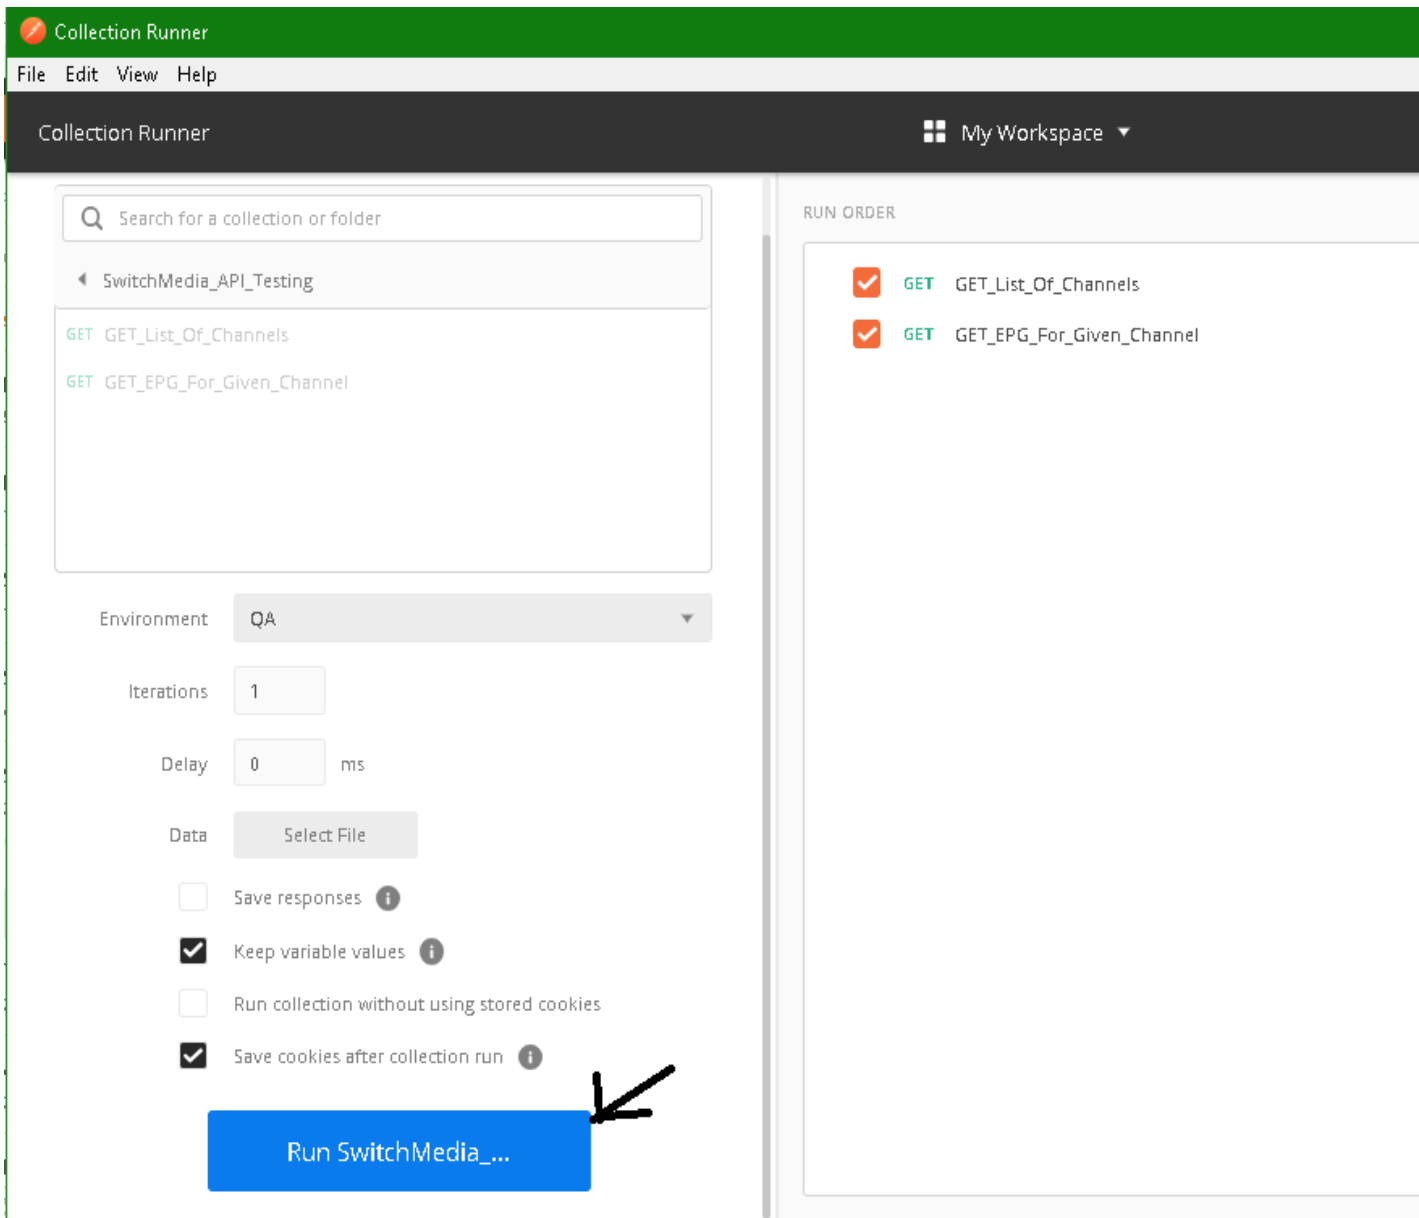 Collection Runner
File Edit View Help
Collection Runner
My Workspace
Search for a collection or folder
SwitchMedia_API_Testing
GET GET_List_Of_Channels
GET GET_EPG_For_Given_Channel
Environment QA
Iterations 1
Delay 0 ms
Data Select File
Save responses
Keep variable values
Run collection without using stored cookies
Save cookies after collection run
Run SwitchMedia_...
RUN ORDER
GET GET_List_Of_Channels
GET GET_EPG_For_Given_Channel